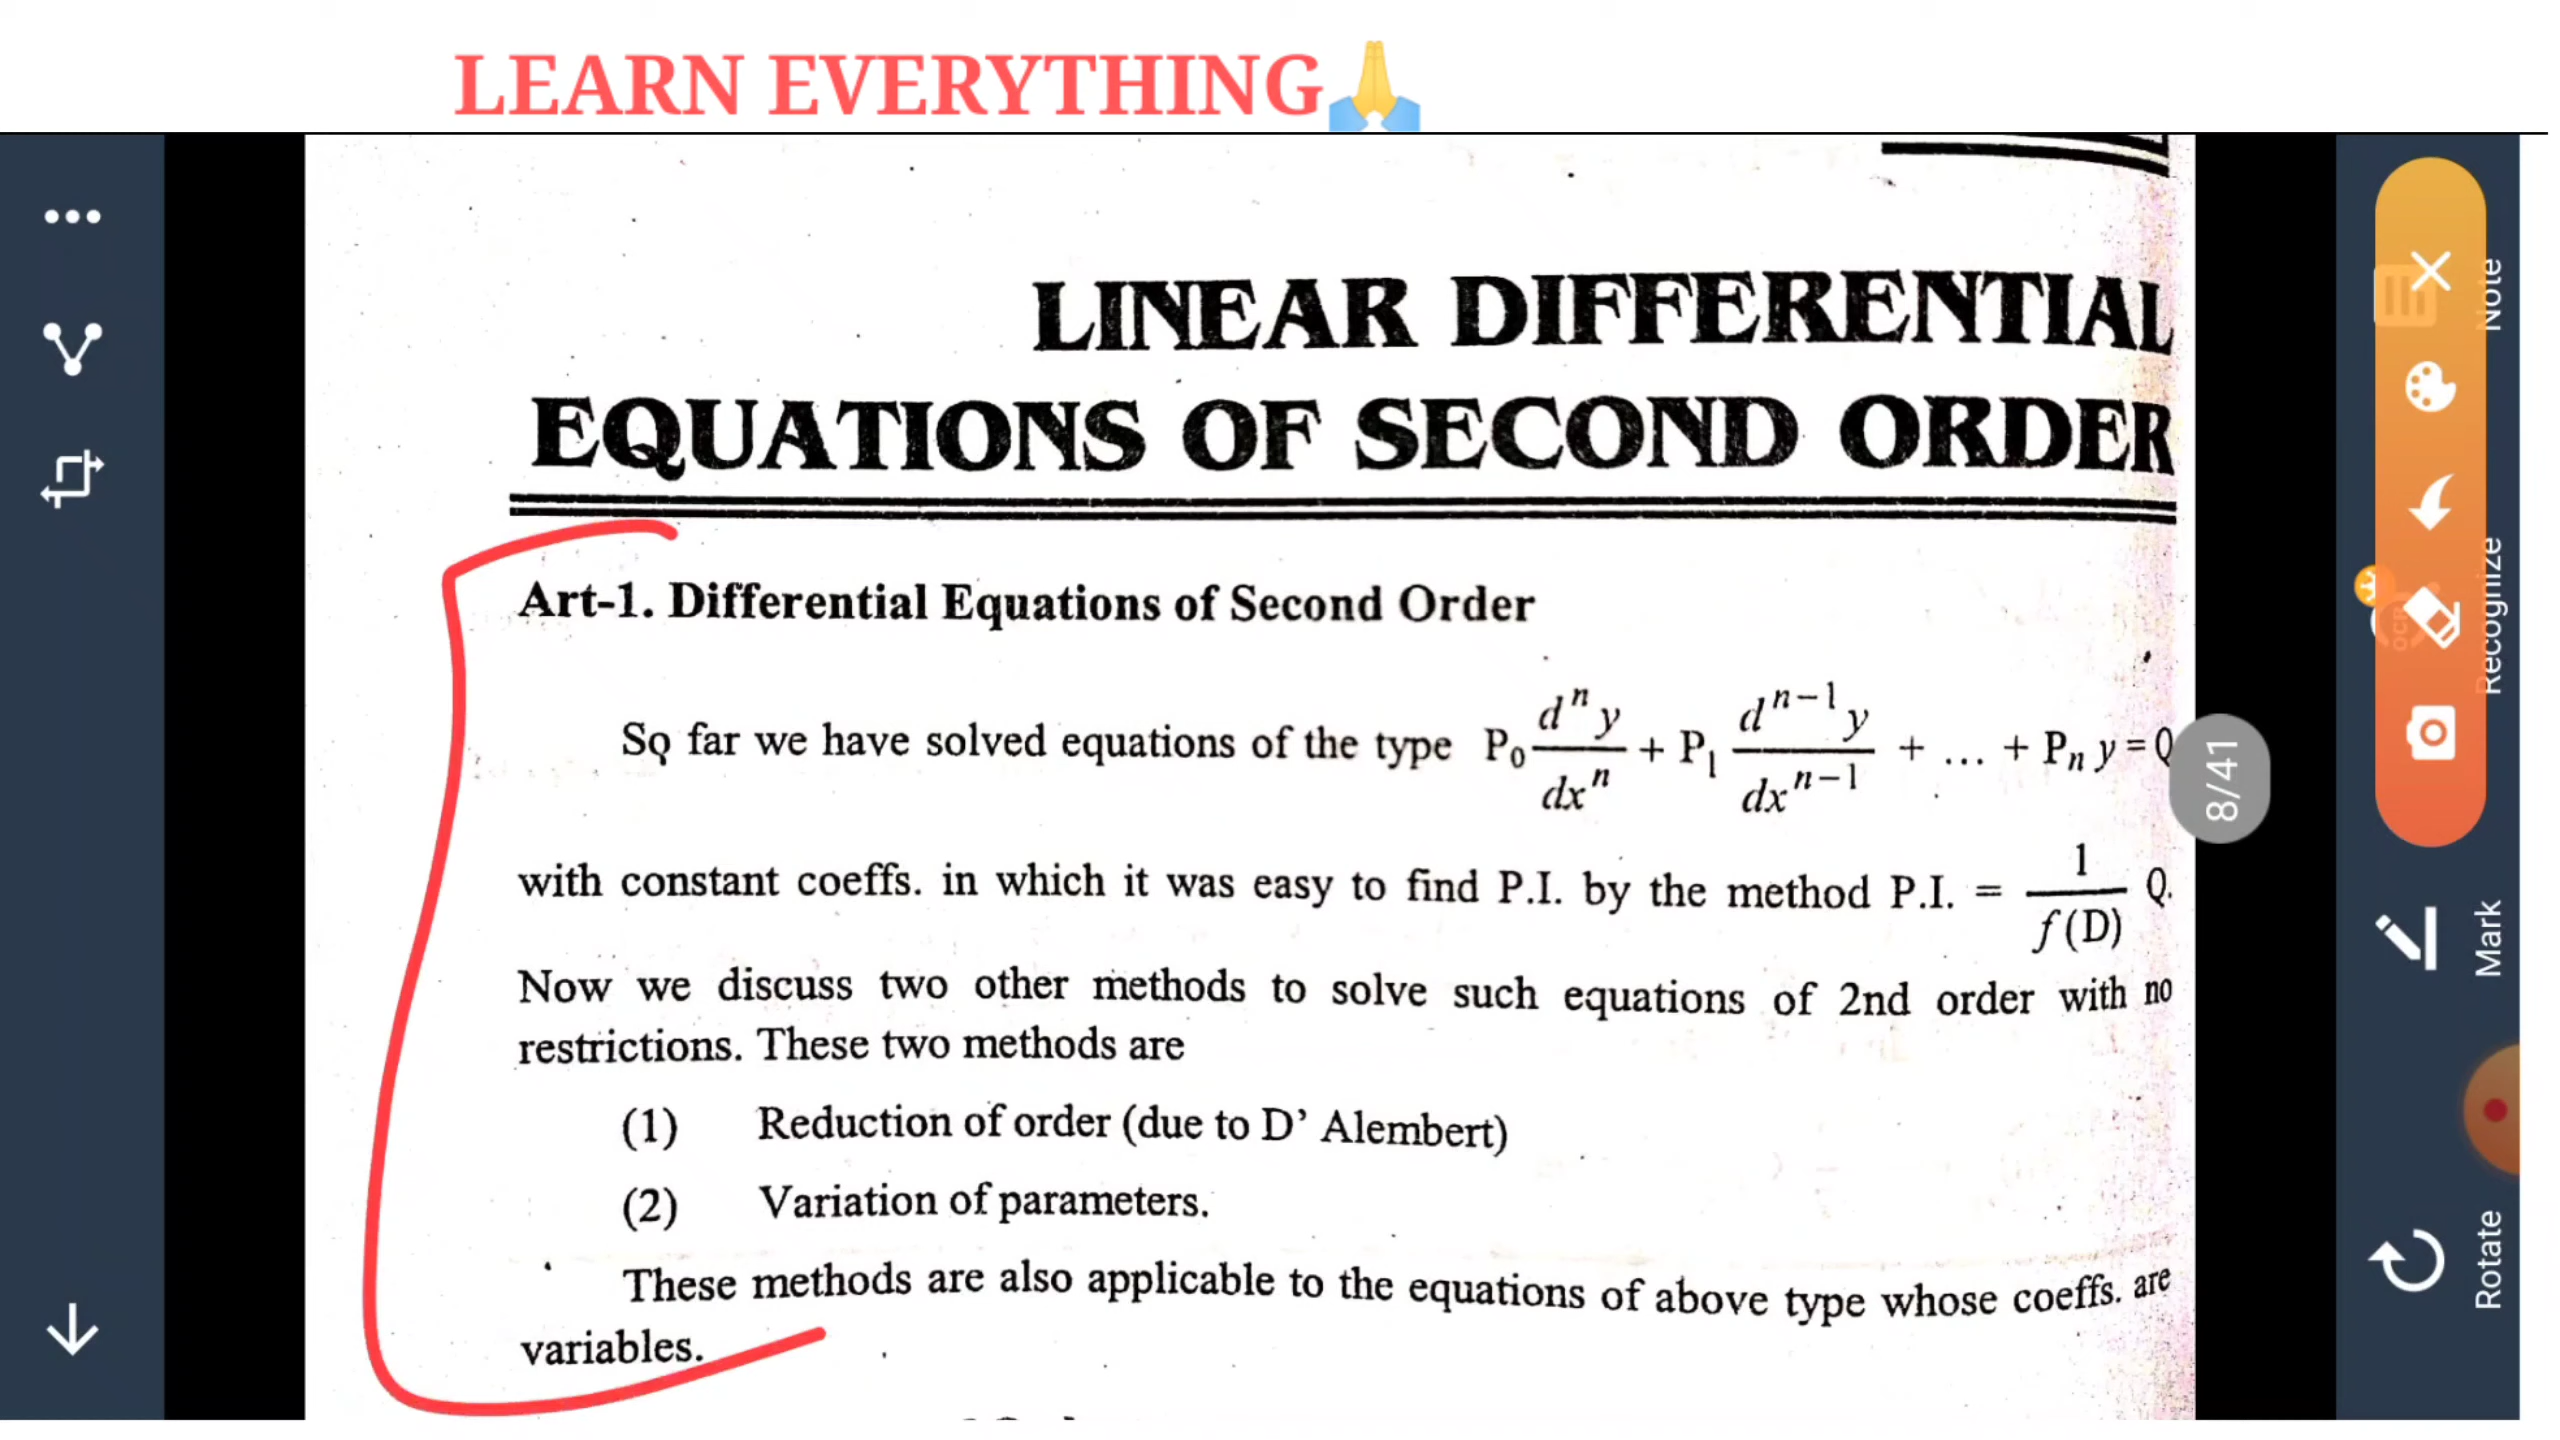 LEARN EVERYTHING🙏
LINEAR DIFFERENTIAL
EQUATIONS OF SECOND ORDER
Art-1. Differential Equations of Second Order
So far we have solved equations of the type P₀ dⁿy/dxⁿ + P₁ dⁿ⁻¹y/dxⁿ⁻¹ + ... + Pₙ y = Q
with constant coeffs. in which it was easy to find P.I. by the method P.I. = 1/f(D) Q.
Now we discuss two other methods to solve such equations of 2nd order with no
restrictions. These two methods are
(1) Reduction of order (due to D' Alembert)
(2) Variation of parameters.
These methods are also applicable to the equations of above type whose coeffs. are
variables.
8/41
Note
Recognize
OCR
Mark
Rotate